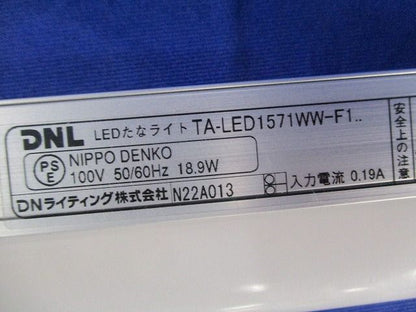 DNL LEDたなライト TA-LED1571WW-F1..
PS E NIPPO DENKO
100V 50/60Hz 18.9W
DNライティング株式会社 N22A013 入力電流 0.19A
安全上の注意